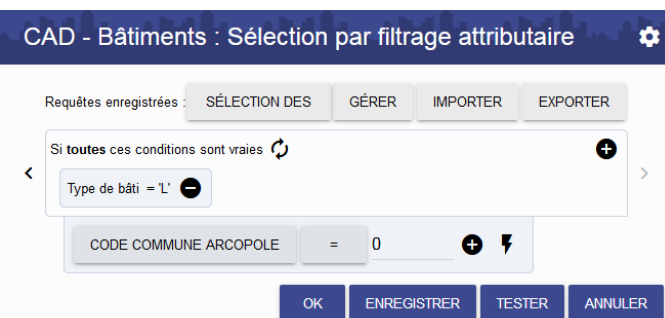 CAD - Bâtiments : Sélection par filtrage attributaire
Requêtes enregistrées : SÉLECTION DES GÉRER IMPORTER EXPORTER
Si toutes ces conditions sont vraies
Type de bâti = 'L'
CODE COMMUNE ARCOPOLE = 0
OK ENREGISTRER TESTER ANNULER